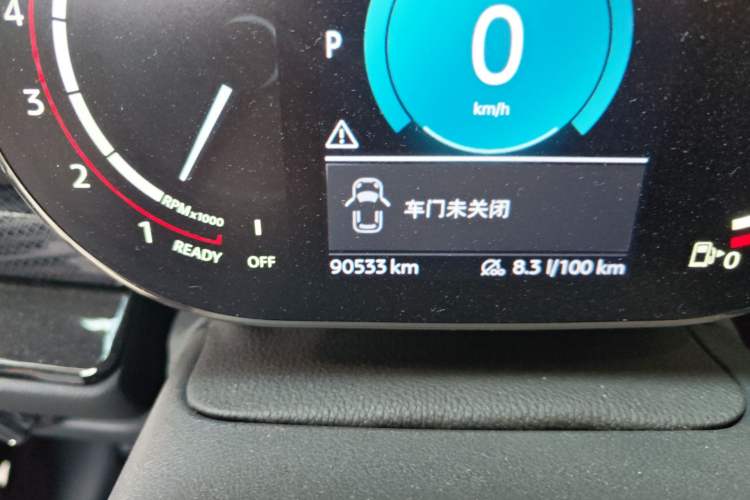 4
3
2
1
RPMx1000
READY
OFF
P
0
km/h
车门未关闭
90533 km
8.3 l/100 km
0